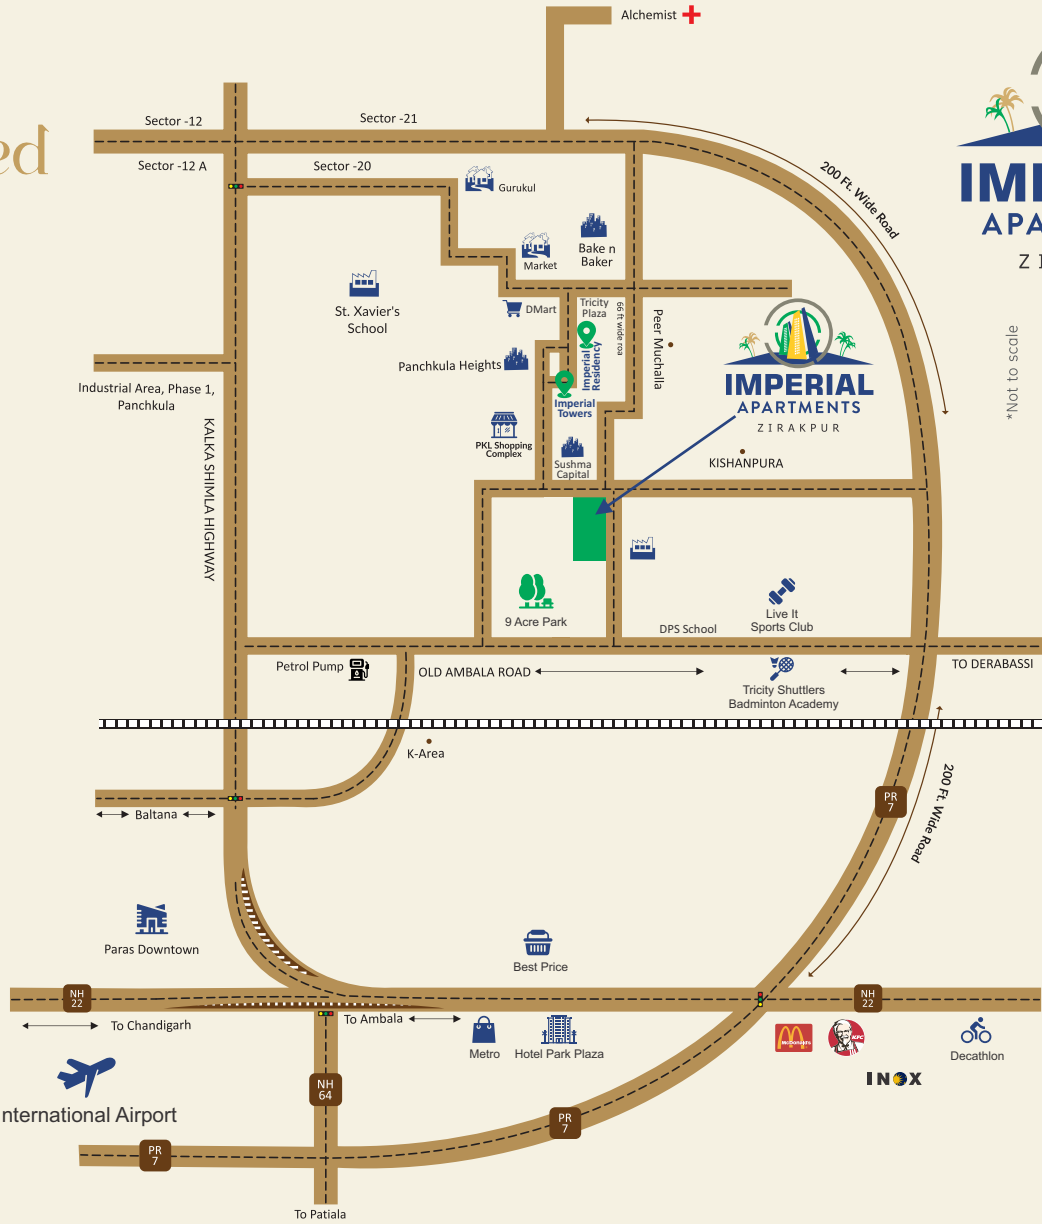 Alchemist
ed
Sector -12
Sector -21
Sector -12 A
Sector -20
200 Ft. Wide Road
Gurukul
Bake n
Baker
Market
St. Xavier's
School
DMart
Tricity
Plaza
66 ft wide roa
Peer Muchalla
Imperial
Residency
Panchkula Heights
Imperial
Towers
IMPERIAL
APARTMENTS
ZIRAKPUR
*Not to scale
Industrial Area, Phase 1,
Panchkula
KALKA SHIMLA HIGHWAY
PKL Shopping
Complex
Sushma
Capital
KISHANPURA
9 Acre Park
DPS School
Live It
Sports Club
Petrol Pump
OLD AMBALA ROAD
Tricity Shuttlers
Badminton Academy
TO DERABASSI
K-Area
Baltana
PR
7
200 Ft. Wide Road
Paras Downtown
Best Price
NH
22
NH
22
To Chandigarh
To Ambala
Metro
Hotel Park Plaza
McDonald's
KFC
INOX
Decathlon
nternational Airport
NH
64
PR
7
PR
7
To Patiala